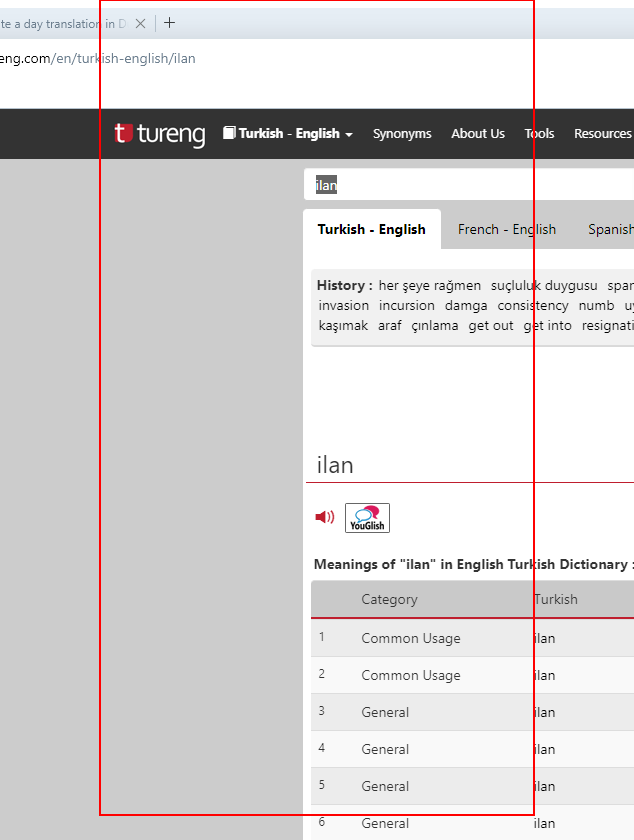 te a day translation in D
eng.com/en/turkish-english/ilan
tureng Turkish - English Synonyms About Us Tools Resources
ilan
Turkish - English French - English Spanish
History : her şeye rağmen suçluluk duygusu span
invasion incursion damga consistency numb uy
kaşımak araf çınlama get out get into resignati
ilan
YouGlish
Meanings of "ilan" in English Turkish Dictionary :
Category Turkish
1 Common Usage ilan
2 Common Usage ilan
3 General ilan
4 General ilan
5 General ilan
6 General ilan